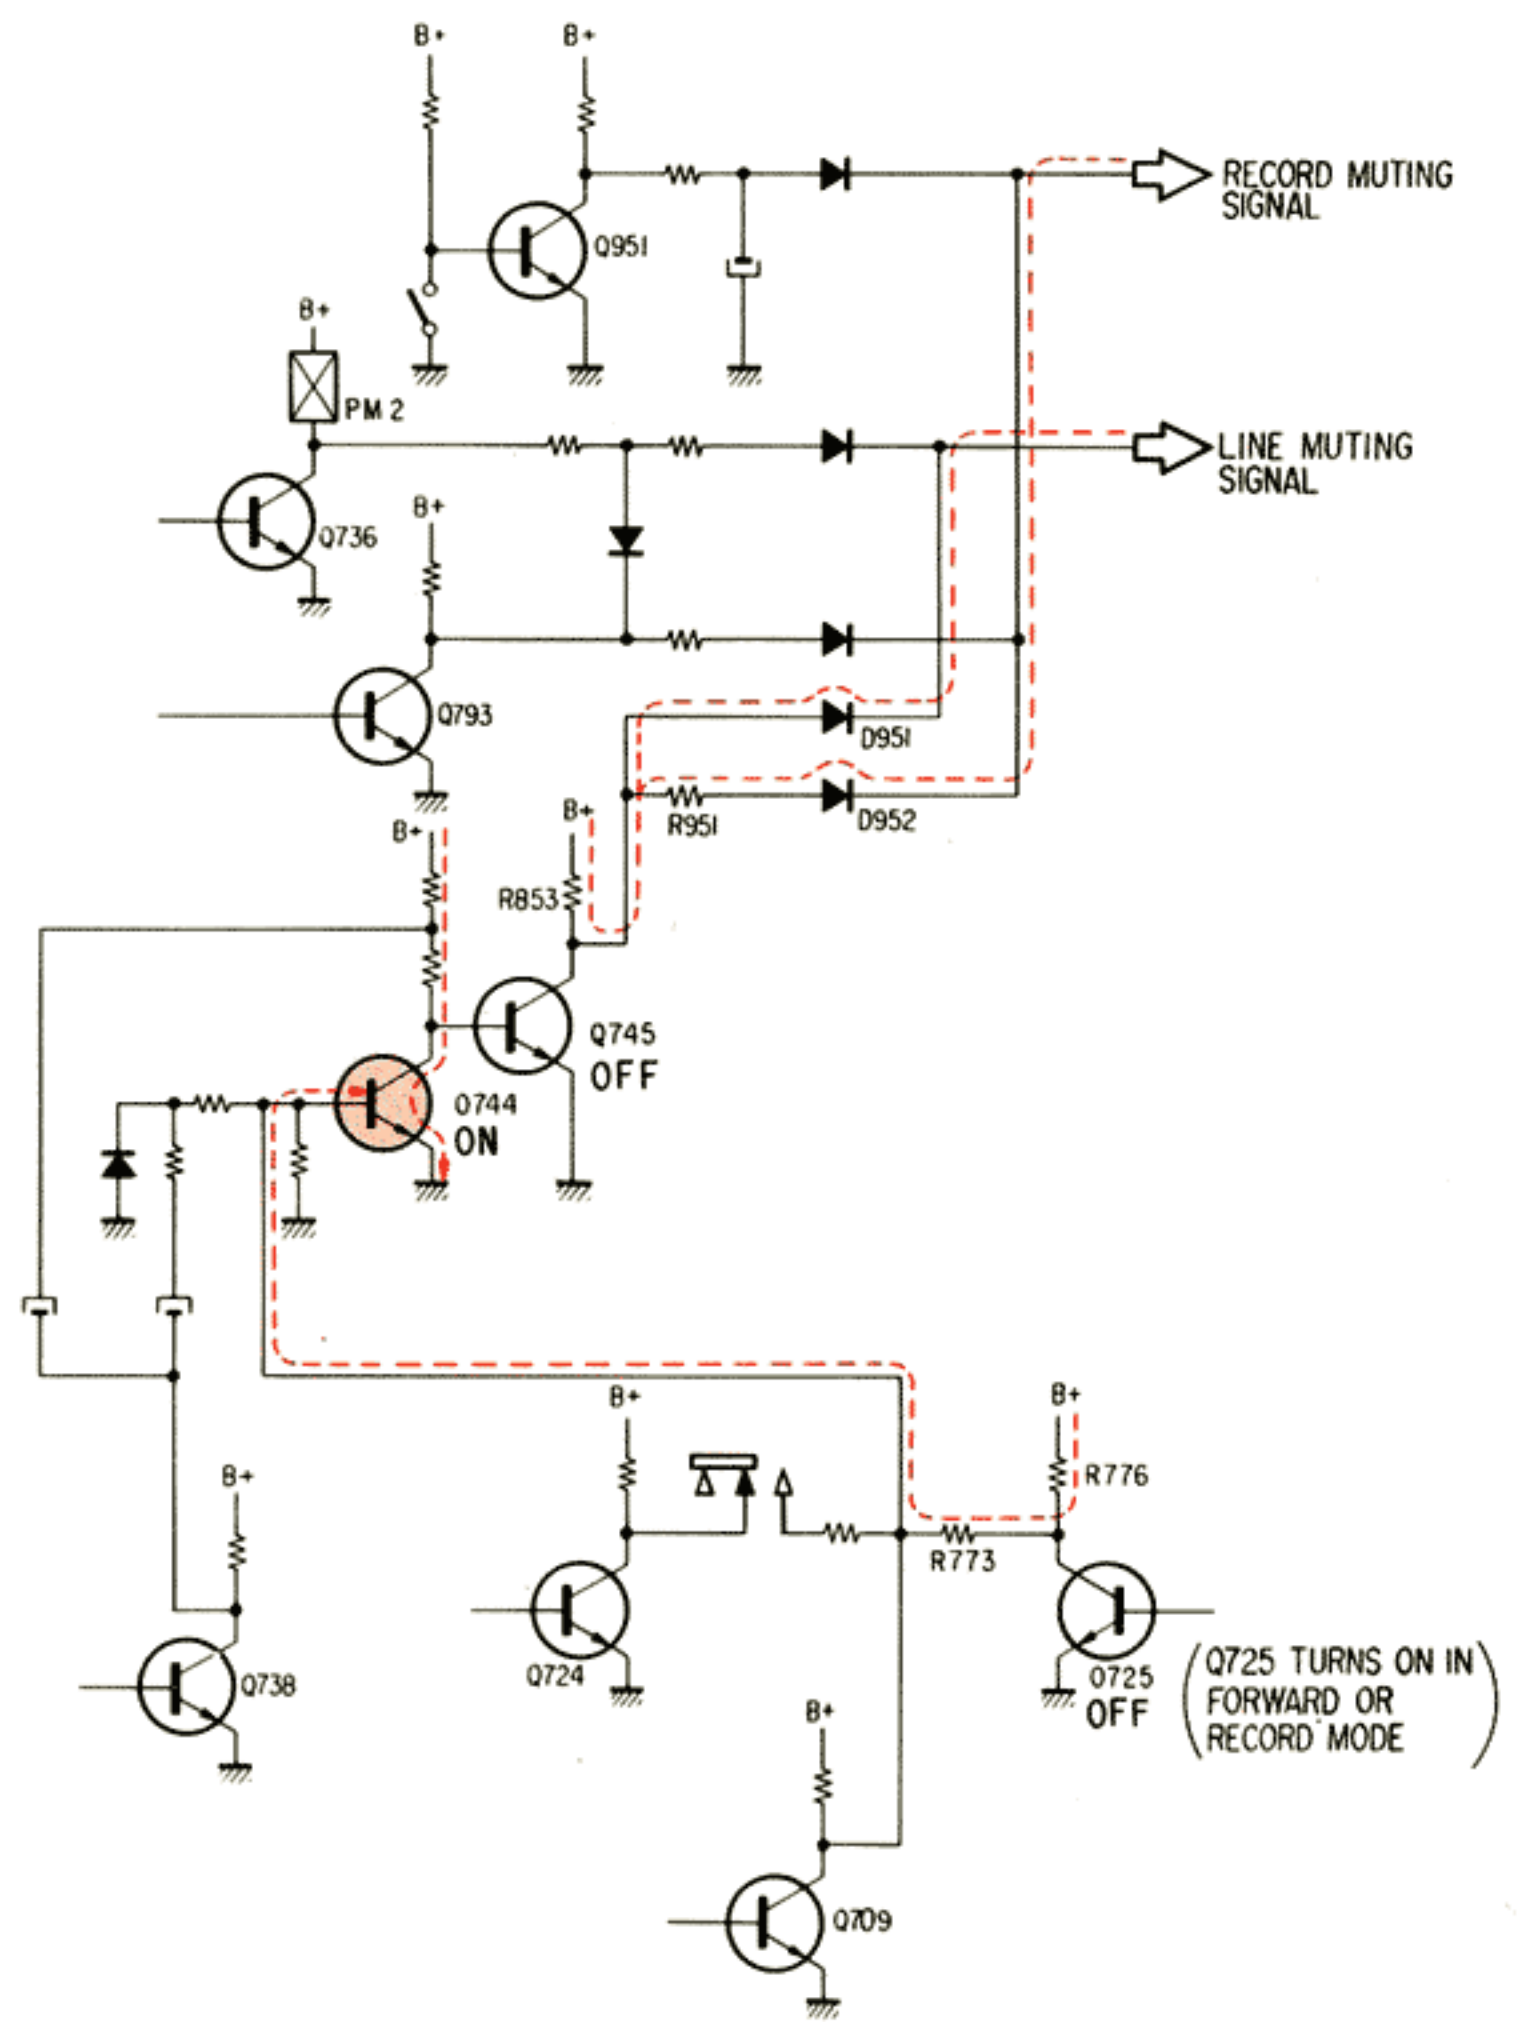 B+ B+
RECORD MUTING
SIGNAL
Q951
B+
PM 2
LINE MUTING
SIGNAL
B+
Q736
Q793
D951
B+
B+
R951
D952
R853
Q745
OFF
Q744
ON
B+
B+
R776
B+
R773
Q724
Q738
Q725
OFF
(Q725 TURNS ON IN
FORWARD OR
RECORD MODE)
B+
Q709